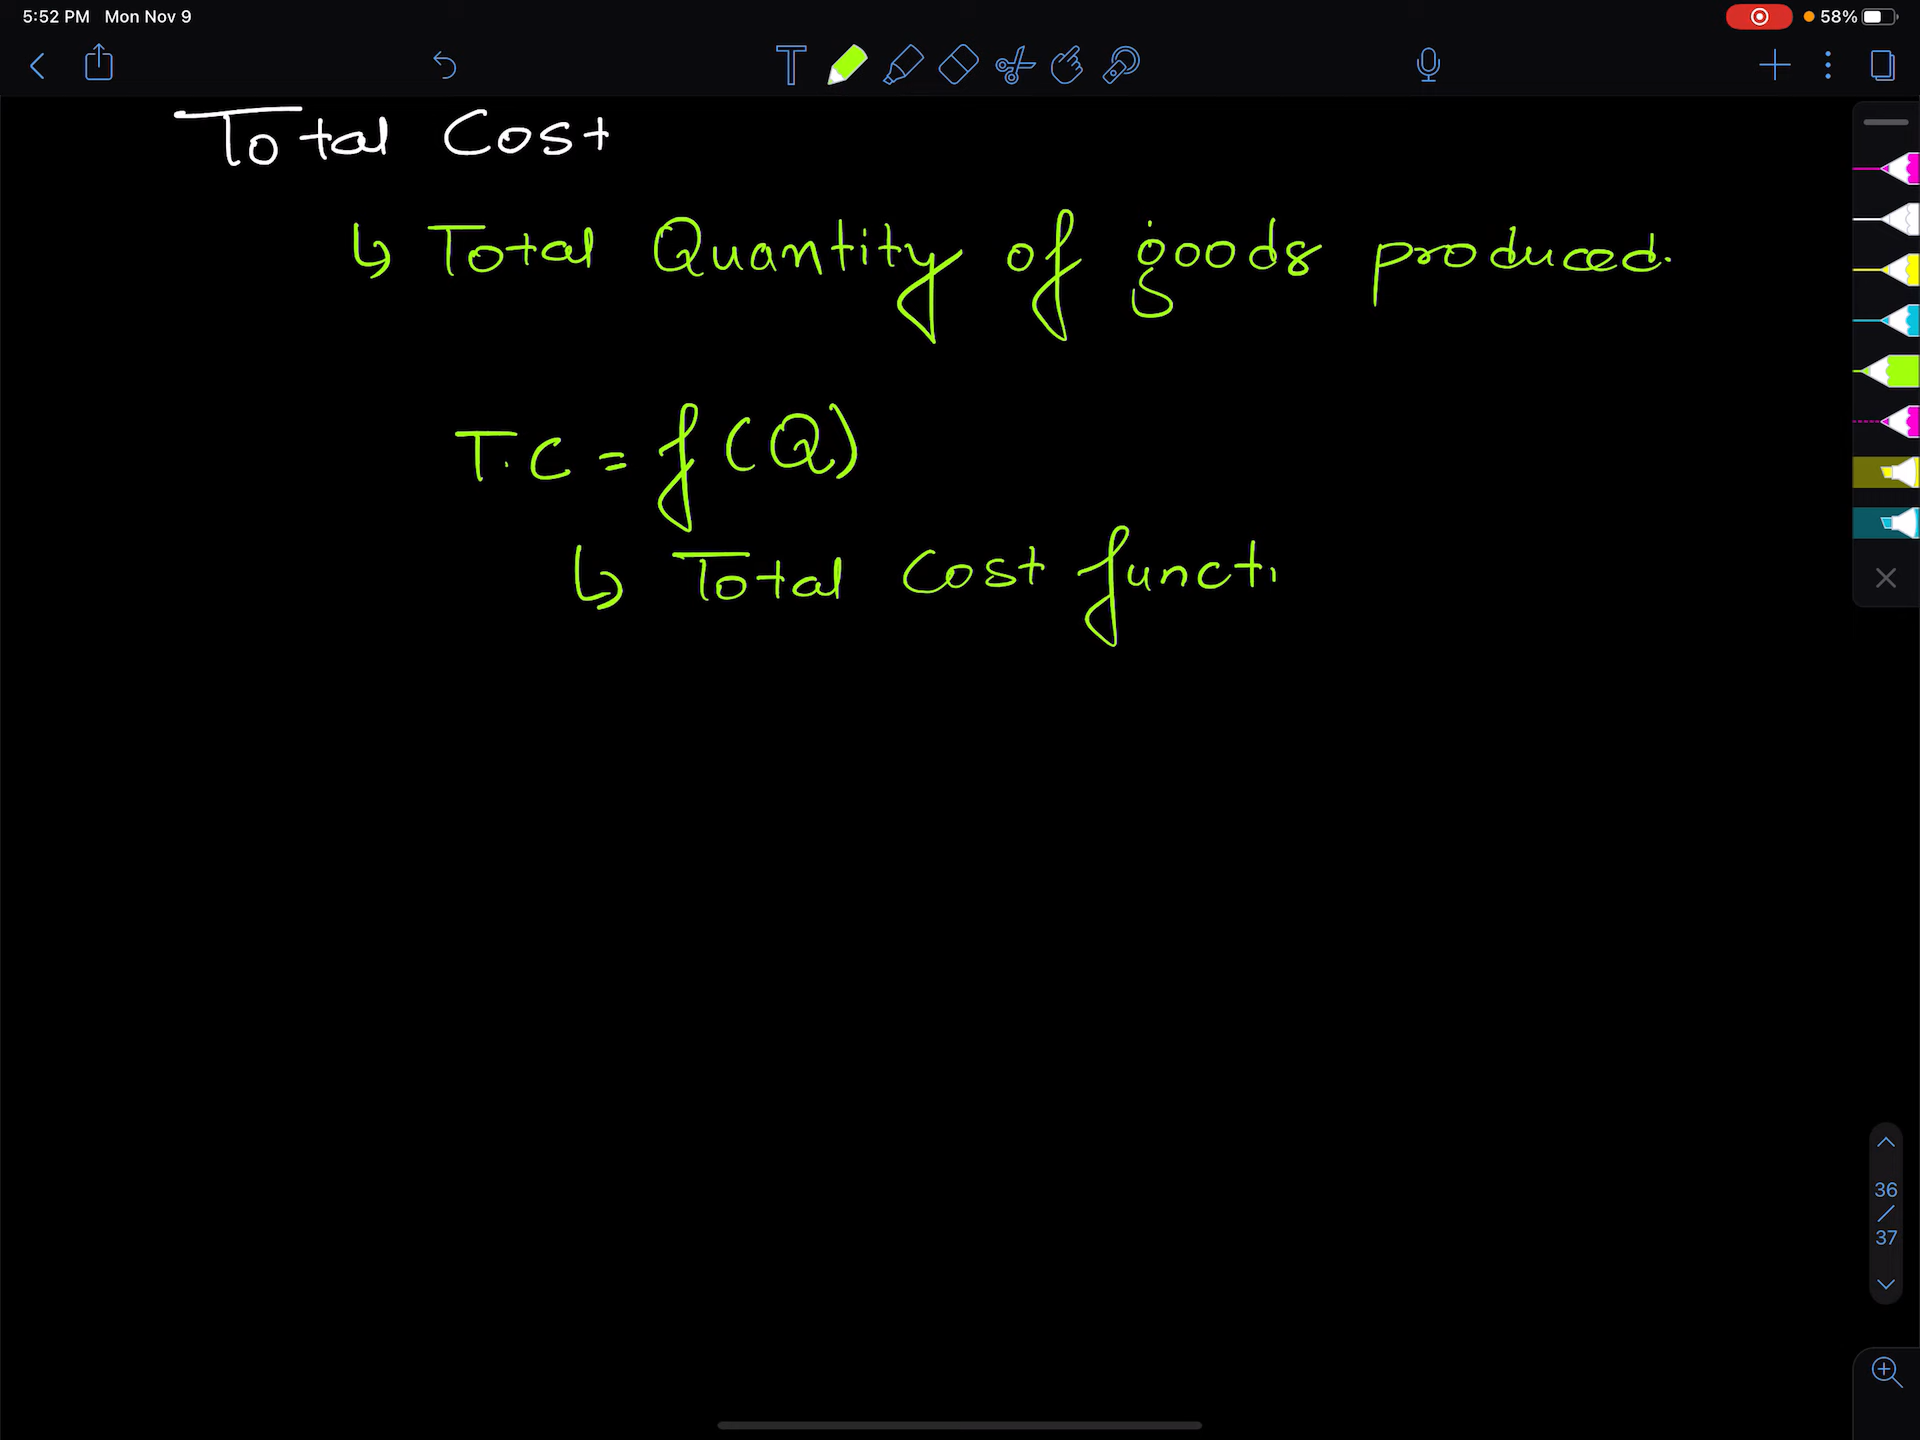 5:52 PM Mon Nov 9
58%
Total Cost
↳ Total Quantity of goods produced.
T.C = f(Q)
↳ Total Cost functi
36
/
37